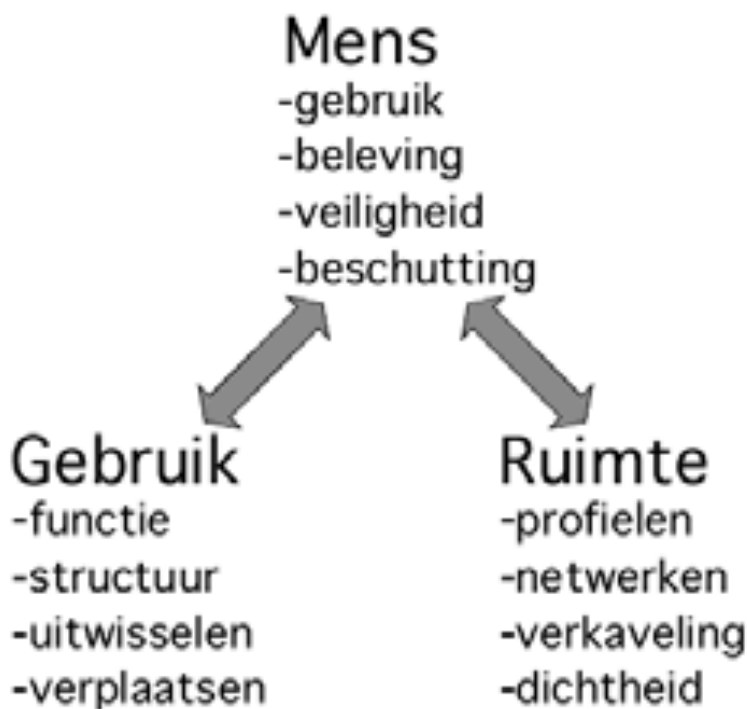 Mens
-gebruik
-beleving
-veiligheid
-beschutting
Gebruik
-functie
-structuur
-uitwisselen
-verplaatsen
Ruimte
-profielen
-netwerken
-verkaveling
-dichtheid